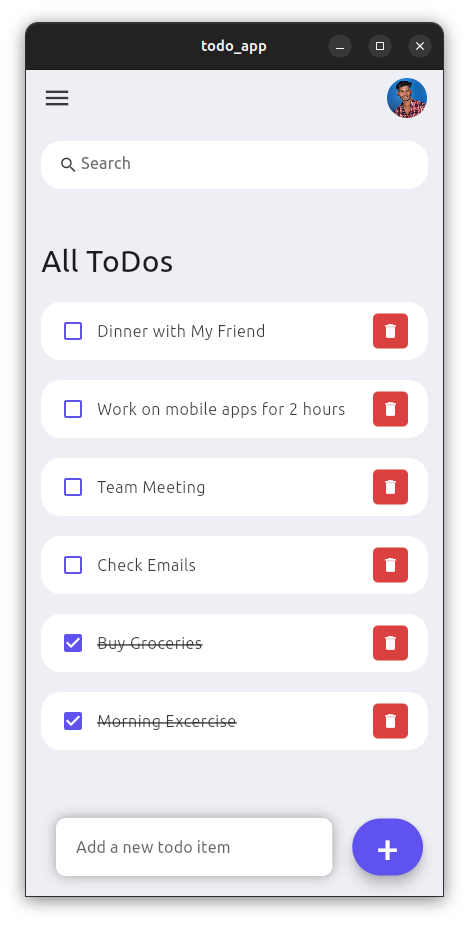 todo_app
Search
All ToDos
Dinner with My Friend
Work on mobile apps for 2 hours
Team Meeting
Check Emails
Buy Groceries
Morning Excercise
Add a new todo item
+